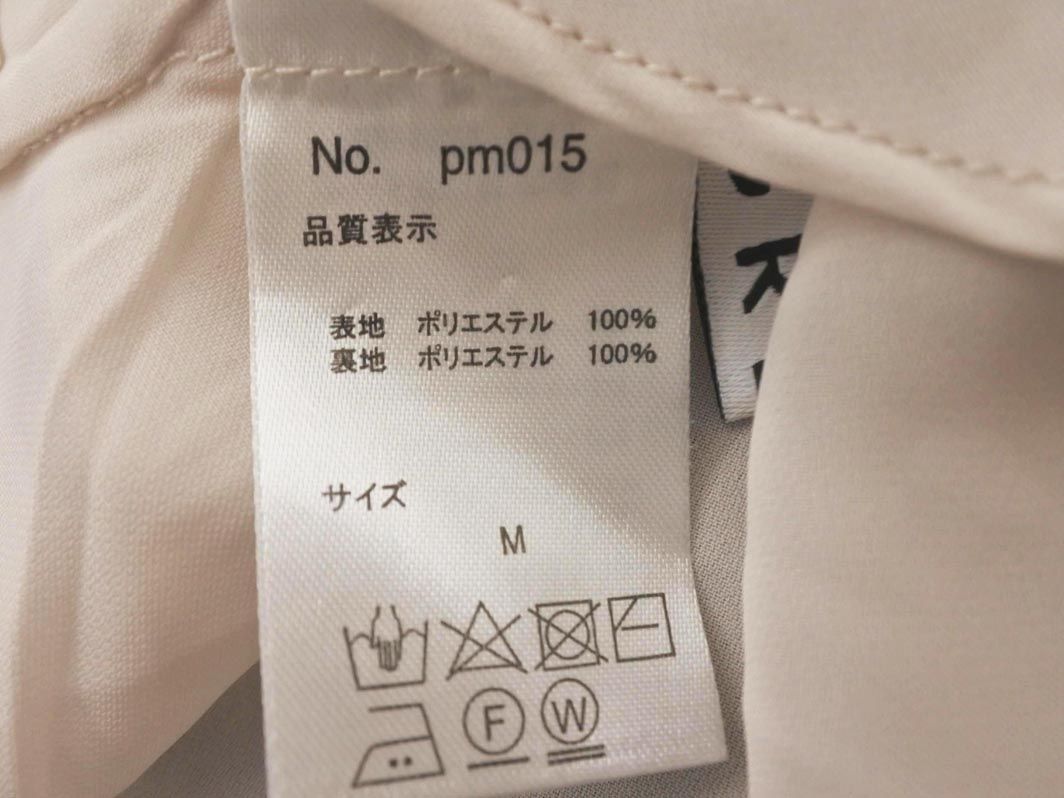 No. pm015
品質表示
表地 ポリエステル 100%
裏地 ポリエステル 100%
サイズ
M
F W